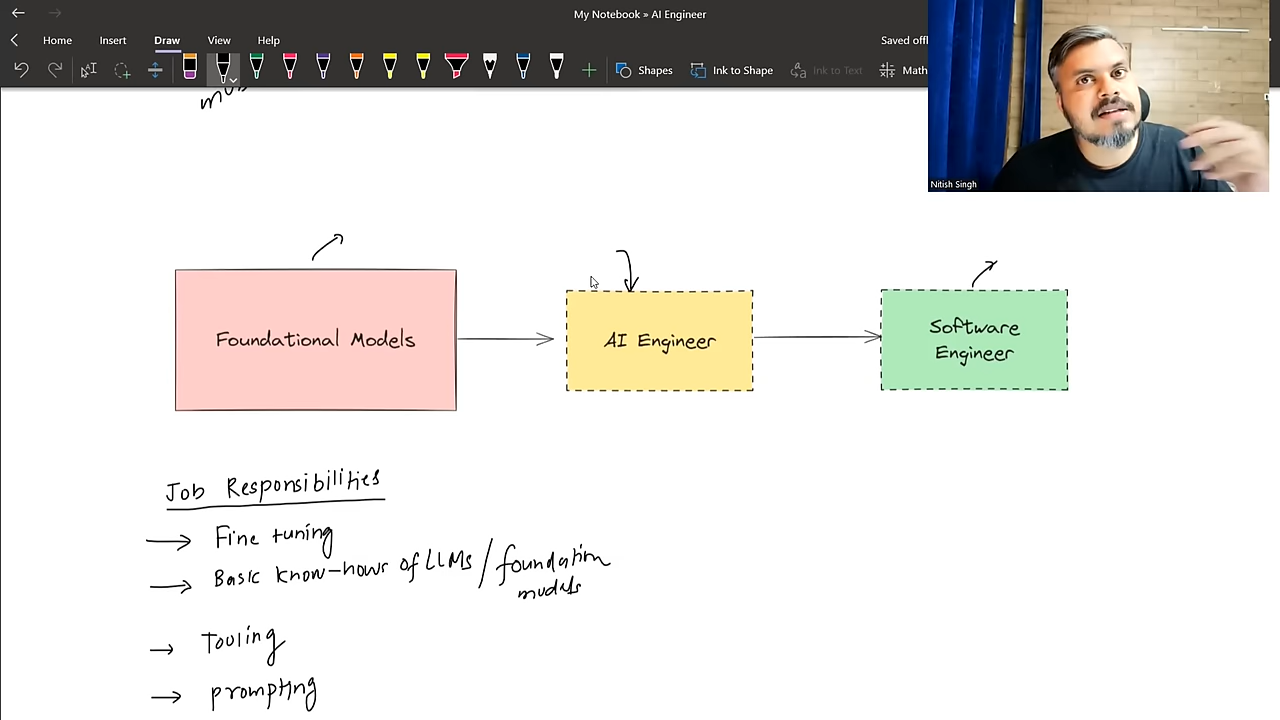 My Notebook » AI Engineer
Home Insert Draw View Help
Saved offl
Shapes Ink to Shape Ink to Text Math
Nitish Singh
Foundational Models
AI Engineer
Software
Engineer
Job Responsibilities
→ Fine tuning
→ Basic know-hows of LLMs / foundation
models
→ Tooling
→ prompting